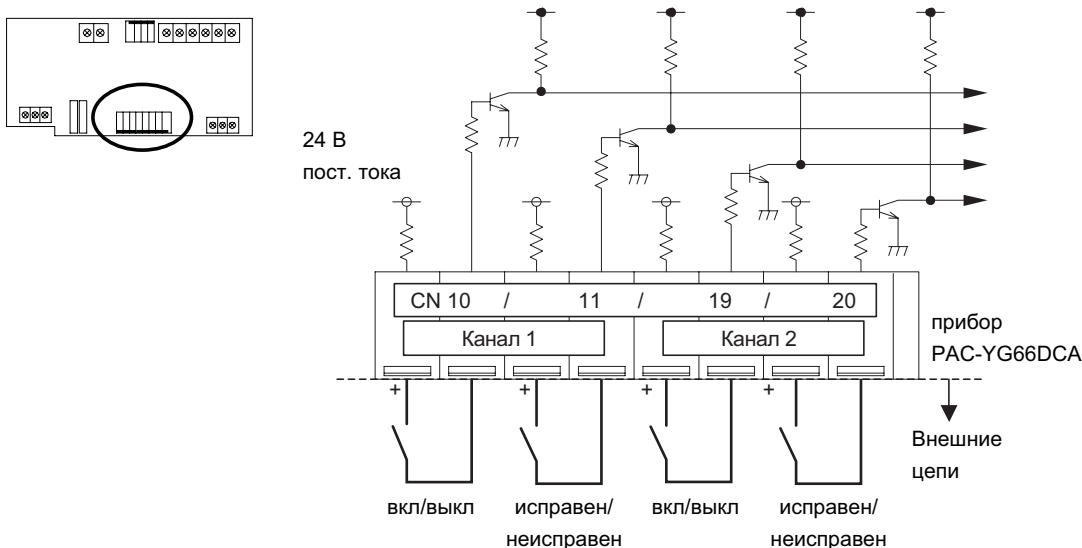 24 В
пост. тока
CN 10 / 11 / 19 / 20
Канал 1 Канал 2
прибор
PAC-YG66DCA
+ + + +
Внешние
цепи
вкл/выкл исправен/ вкл/выкл исправен/
неисправен неисправен